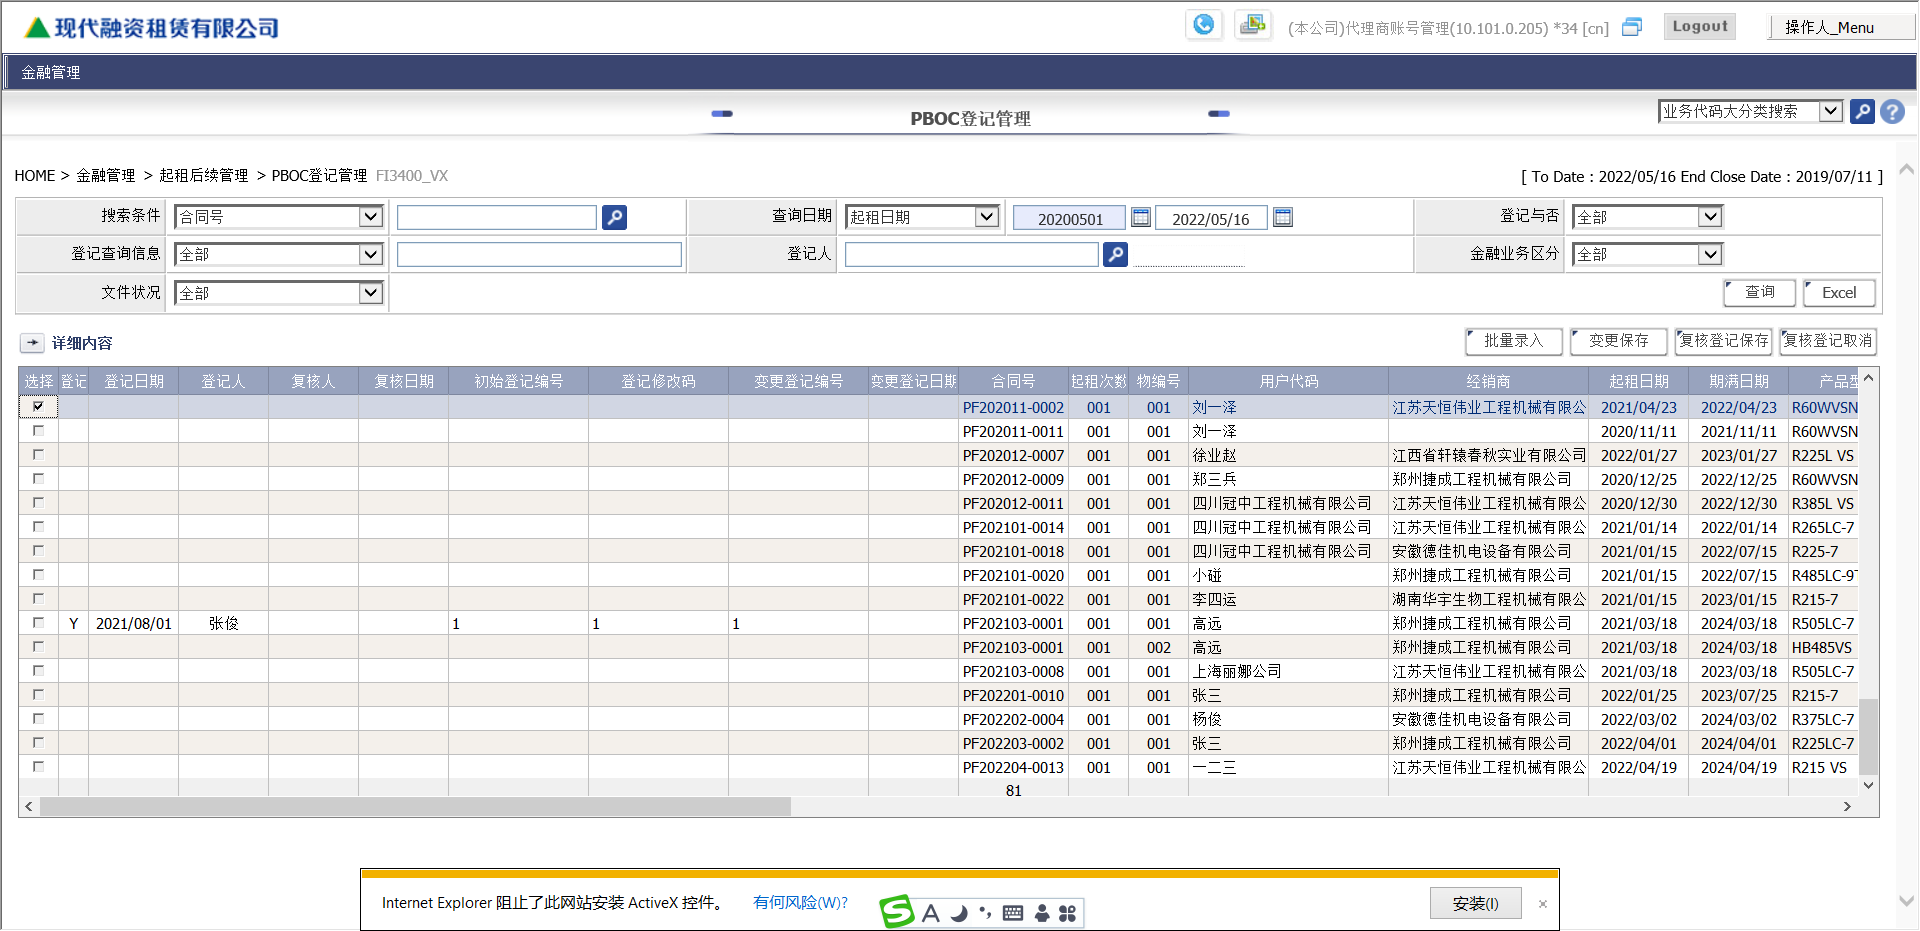 现代融资租赁有限公司
(本公司)代理商账号管理(10.101.0.205) *34 [cn]
Logout
操作人_Menu
金融管理
PBOC登记管理
业务代码大分类搜索
HOME > 金融管理 > 起租后续管理 > PBOC登记管理 FI3400_VX
[ To Date : 2022/05/16 End Close Date : 2019/07/11 ]
搜索条件 合同号 查询日期 起租日期 20200501 2022/05/16 登记与否 全部
登记查询信息 全部 登记人 金融业务区分 全部
文件状况 全部 查询 Excel
详细内容 批量录入 变更保存 复核登记保存 复核登记取消
选择 登记 登记日期 登记人 复核人 复核日期 初始登记编号 登记修改码 变更登记编号 变更登记日期 合同号 起租次数 物编号 用户代码 经销商 起租日期 期满日期 产品型
PF202011-0002 001 001 刘一泽 江苏天恒伟业工程机械有限公 2021/04/23 2022/04/23 R60WVSN
PF202011-0011 001 001 刘一泽 2020/11/11 2021/11/11 R60WVSN
PF202012-0007 001 001 徐业赵 江西省轩辕春秋实业有限公司 2022/01/27 2023/01/27 R225L VS
PF202012-0009 001 001 郑三兵 郑州捷成工程机械有限公司 2020/12/25 2022/12/25 R60WVSN
PF202012-0011 001 001 四川冠中工程机械有限公司 江苏天恒伟业工程机械有限公 2020/12/30 2022/12/30 R385L VS
PF202101-0014 001 001 四川冠中工程机械有限公司 江苏天恒伟业工程机械有限公 2021/01/14 2022/01/14 R265LC-7
PF202101-0018 001 001 四川冠中工程机械有限公司 安徽德佳机电设备有限公司 2021/01/15 2022/07/15 R225-7
PF202101-0020 001 001 小碰 郑州捷成工程机械有限公司 2021/01/15 2022/07/15 R485LC-9
PF202101-0022 001 001 李四运 湖南华宇生物工程机械有限公 2021/01/15 2023/01/15 R215-7
Y 2021/08/01 张俊 1 1 1 PF202103-0001 001 001 高远 郑州捷成工程机械有限公司 2021/03/18 2024/03/18 R505LC-7
PF202103-0001 001 002 高远 郑州捷成工程机械有限公司 2021/03/18 2024/03/18 HB485VS
PF202103-0008 001 001 上海丽娜公司 江苏天恒伟业工程机械有限公 2021/03/18 2023/03/18 R505LC-7
PF202201-0010 001 001 张三 郑州捷成工程机械有限公司 2022/01/25 2023/07/25 R215-7
PF202202-0004 001 001 杨俊 安徽德佳机电设备有限公司 2022/03/02 2024/03/02 R375LC-7
PF202203-0002 001 001 张三 郑州捷成工程机械有限公司 2022/04/01 2024/04/01 R225LC-7
PF202204-0013 001 001 一二三 江苏天恒伟业工程机械有限公 2022/04/19 2024/04/19 R215 VS
81
Internet Explorer 阻止了此网站安装 ActiveX 控件。 有何风险(W)? 安装(I) ×